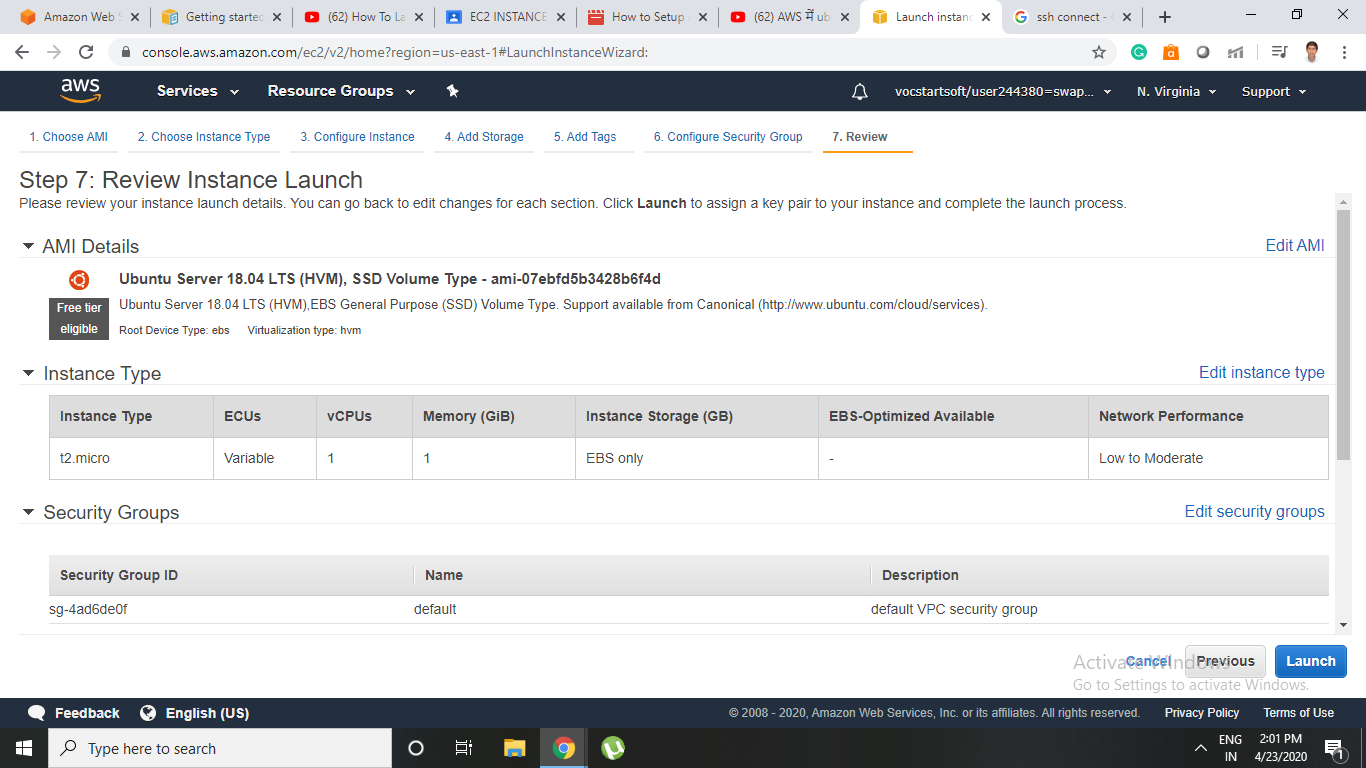 Amazon Web S
Getting started
(62) How To La
EC2 INSTANCE
How to Setup
(62) AWS में ub
Launch instanc
ssh connect -
console.aws.amazon.com/ec2/v2/home?region=us-east-1#LaunchInstanceWizard:
aws Services Resource Groups vocstartsoft/user244380=swap... N. Virginia Support
1. Choose AMI 2. Choose Instance Type 3. Configure Instance 4. Add Storage 5. Add Tags 6. Configure Security Group 7. Review
Step 7: Review Instance Launch
Please review your instance launch details. You can go back to edit changes for each section. Click Launch to assign a key pair to your instance and complete the launch process.
AMI Details Edit AMI
Ubuntu Server 18.04 LTS (HVM), SSD Volume Type - ami-07ebfd5b3428b6f4d
Free tier eligible
Ubuntu Server 18.04 LTS (HVM),EBS General Purpose (SSD) Volume Type. Support available from Canonical (http://www.ubuntu.com/cloud/services).
Root Device Type: ebs Virtualization type: hvm
Instance Type Edit instance type
Instance Type ECUs vCPUs Memory (GiB) Instance Storage (GB) EBS-Optimized Available Network Performance
t2.micro Variable 1 1 EBS only - Low to Moderate
Security Groups Edit security groups
Security Group ID Name Description
sg-4ad6de0f default default VPC security group
Activate Windows
Cancel Previous Launch
Go to Settings to activate Windows.
Feedback English (US) © 2008 - 2020, Amazon Web Services, Inc. or its affiliates. All rights reserved. Privacy Policy Terms of Use
Type here to search
ENG
IN
2:01 PM
4/23/2020
1